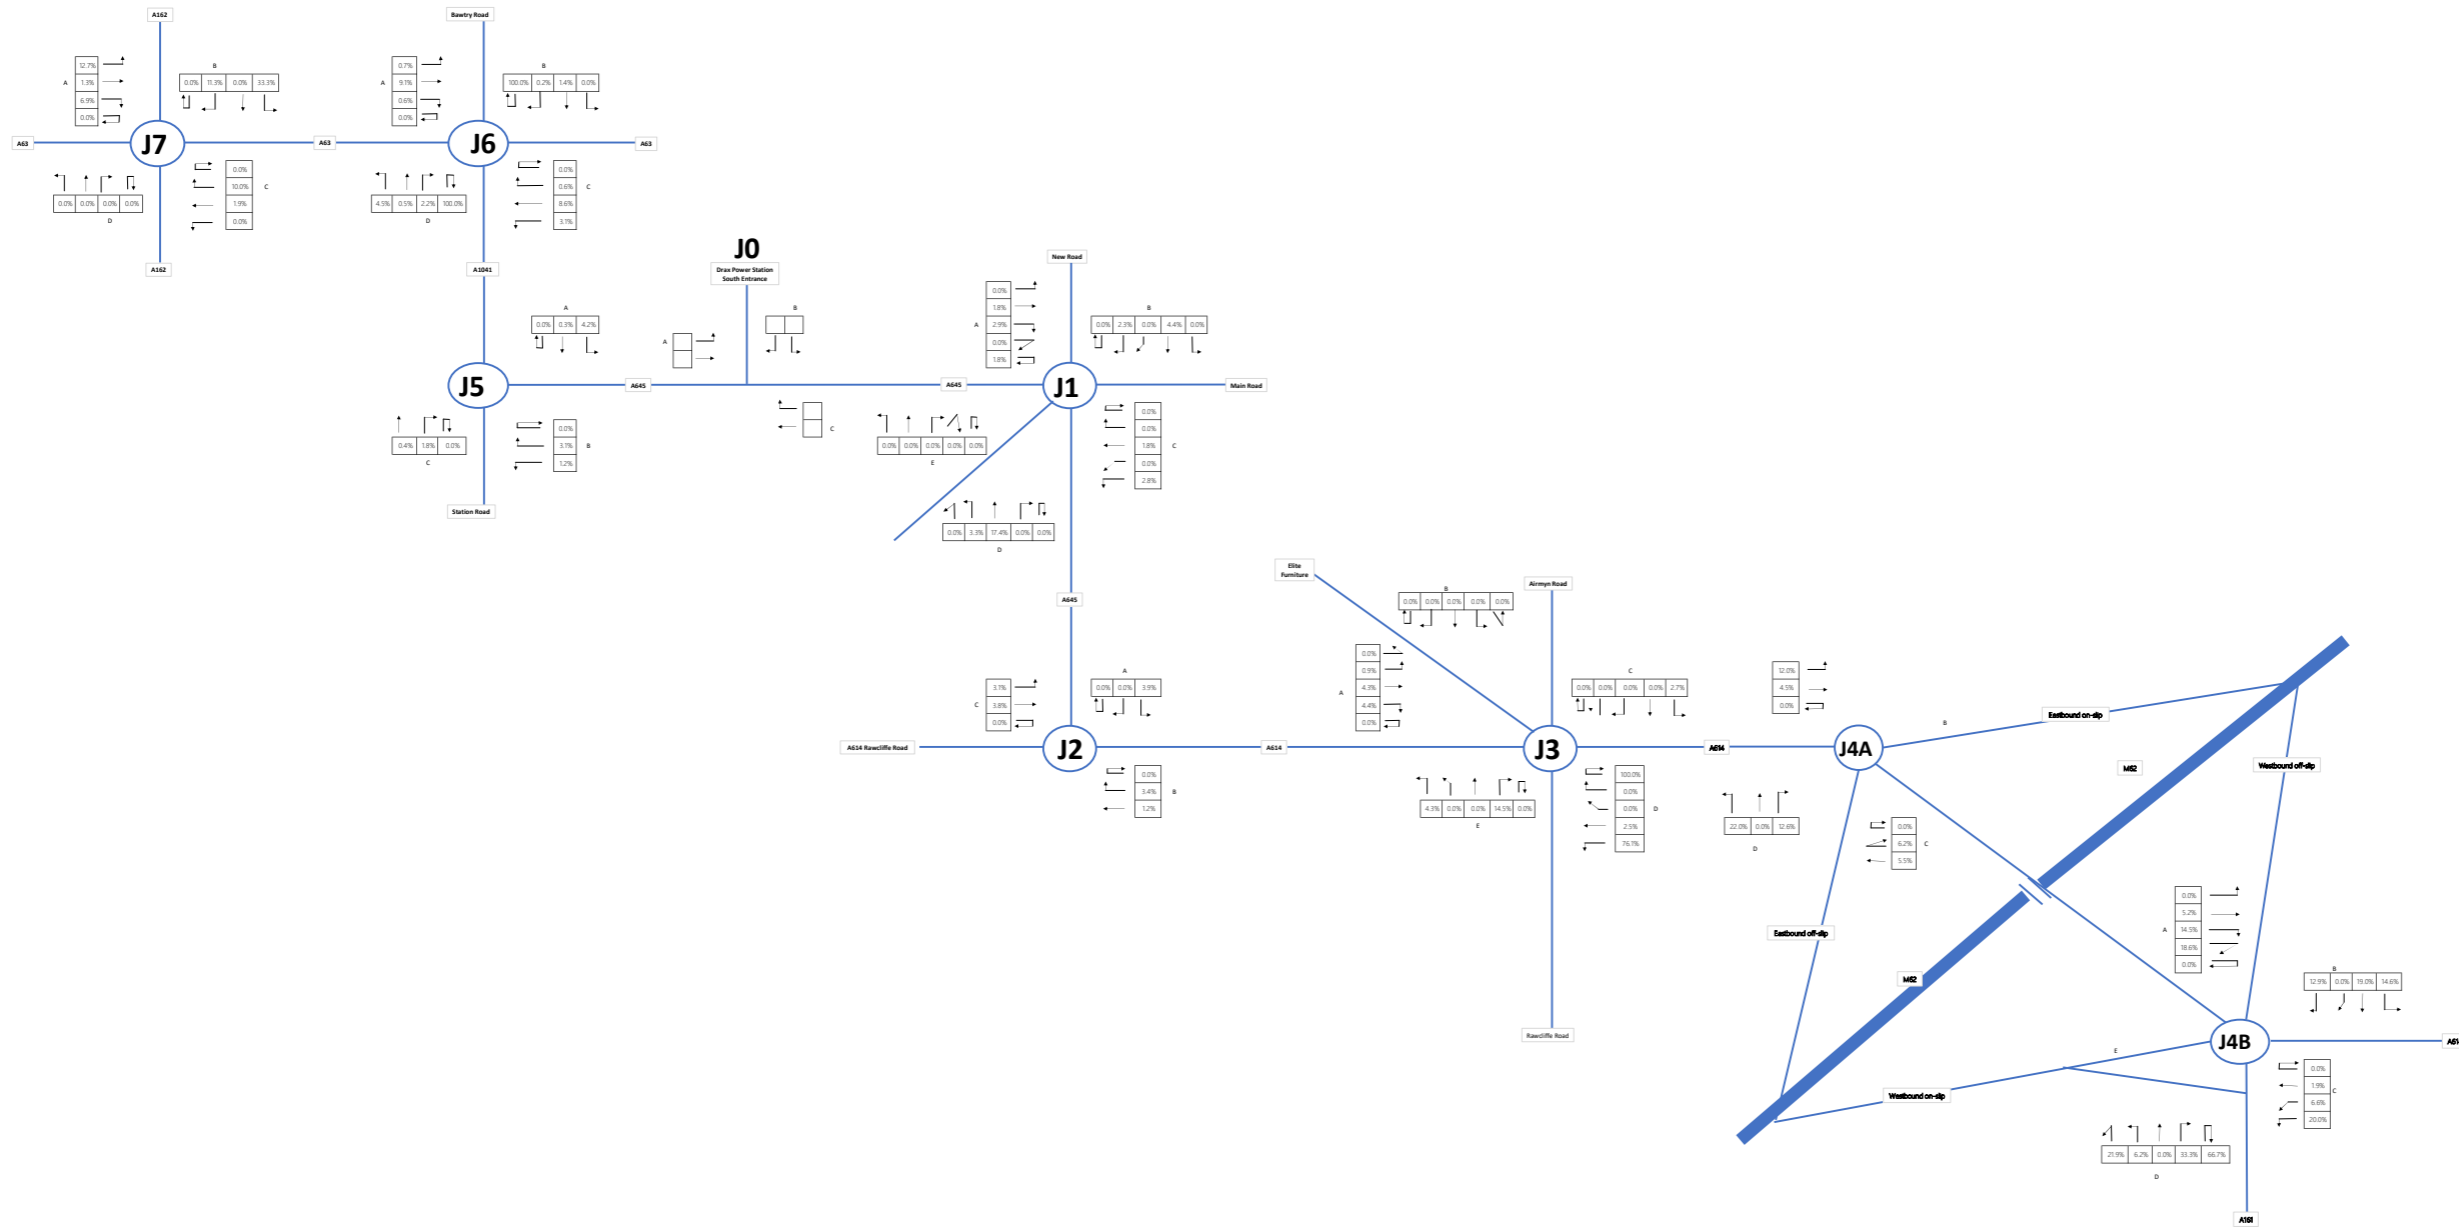 A162
Bawtry Road
12.7%
A 1.3%
6.9%
0.0%
B
0.0% 11.3% 0.0% 33.3%
0.7%
A 9.1%
0.6%
0.0%
B
100.0% 0.2% 1.4% 0.0%
A63
J7
A63
J6
A63
0.0%
10.0% C
1.9%
0.0%
0.0% 0.0% 0.0% 0.0%
D
0.0%
0.6% C
8.6%
3.1%
4.5% 0.5% 2.2% 100.0%
D
A162
A1041
J0
Drax Power Station
South Entrance
New Road
A
0.0% 0.3% 4.2%
A
B
0.0%
1.8%
A 2.9%
0.0%
1.8%
B
0.0% 2.3% 0.0% 4.4% 0.0%
J5
A645
A645
J1
Main Road
0.4% 1.8% 0.0%
C
0.0%
3.1% B
1.2%
C
0.0% 0.0% 0.0% 0.0% 0.0%
E
0.0%
0.0%
1.8% C
0.0%
2.8%
Station Road
0.0% 3.3% 17.4% 0.0% 0.0%
D
Elite
Furniture
Airmyn Road
A645
B
0.0% 0.0% 0.0% 0.0% 0.0%
3.1%
C 3.8%
0.0%
A
0.0% 0.0% 3.9%
0.0%
0.9%
A 4.3%
4.4%
0.0%
C
0.0% 0.0% 0.0% 0.0% 2.7%
12.0%
4.5%
0.0%
B
Eastbound on-slip
A614 Rawcliffe Road
J2
A614
J3
A614
J4A
Westbound off-slip
M62
0.0%
3.4% B
1.2%
4.3% 0.0% 0.0% 14.5% 0.0%
E
100.0%
0.0%
0.0% D
2.5%
76.1%
22.0% 0.0% 12.6%
D
0.0%
6.2% C
5.5%
Eastbound off-slip
M62
0.0%
5.2%
A 14.5%
18.6%
0.0%
B
12.9% 0.0% 19.0% 14.6%
Rawcliffe Road
J4B
E
Westbound on-slip
0.0%
1.9% C
6.6%
20.0%
21.9% 6.2% 0.0% 33.3% 66.7%
D
A161